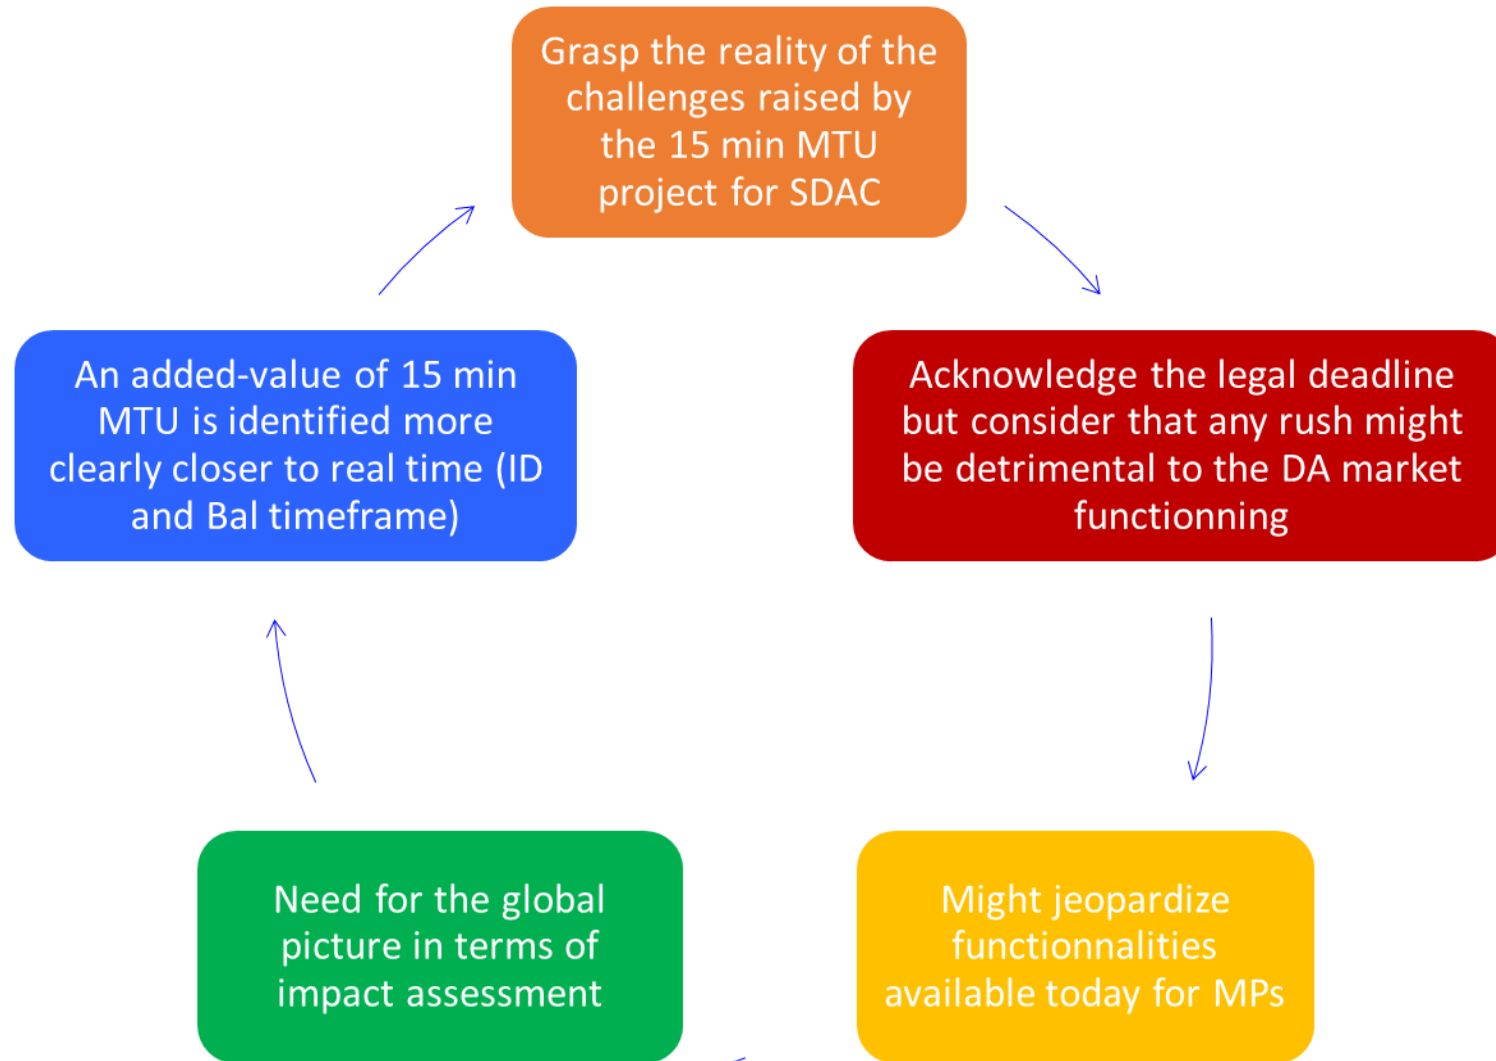 Grasp the reality of the
challenges raised by
the 15 min MTU
project for SDAC
An added-value of 15 min
MTU is identified more
clearly closer to real time (ID
and Bal timeframe)
Acknowledge the legal deadline
but consider that any rush might
be detrimental to the DA market
functionning
Need for the global
picture in terms of
impact assessment
Might jeopardize
functionnalities
available today for MPs